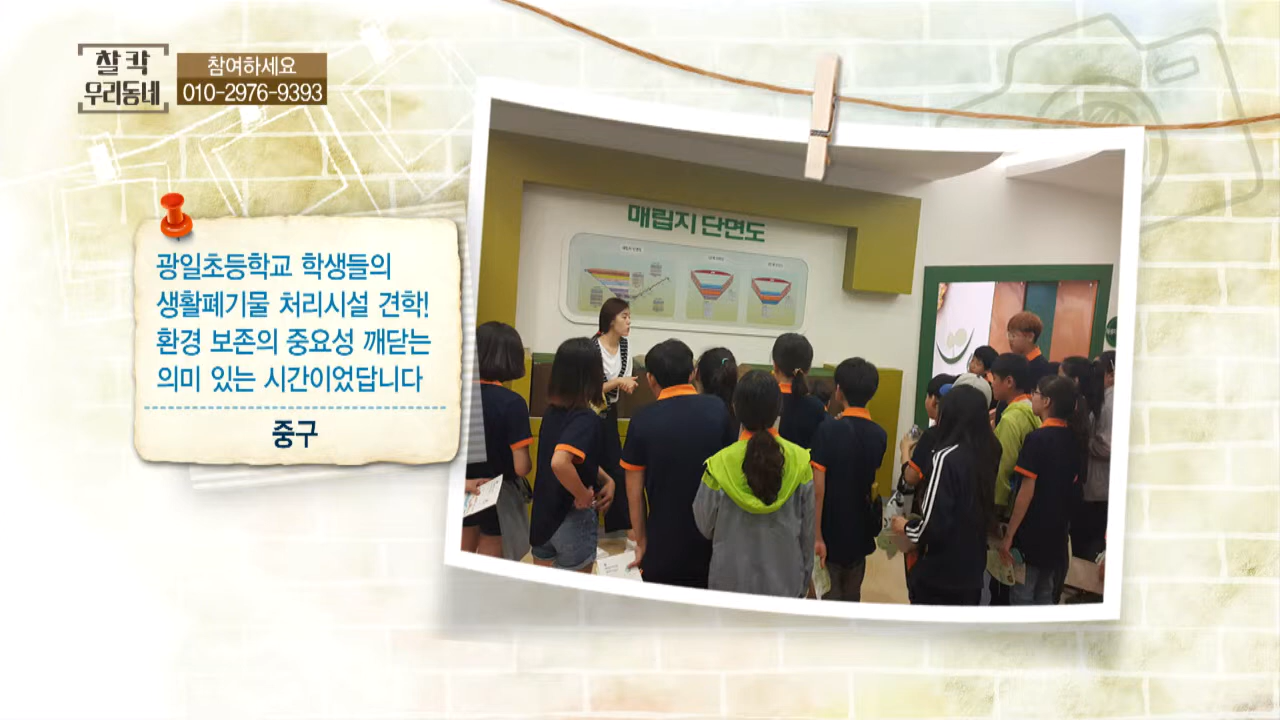 찰칵
우리동네
참여하세요
010-2976-9393
광일초등학교 학생들의
생활폐기물 처리시설 견학!
환경 보존의 중요성 깨닫는
의미 있는 시간이었답니다
중구
매립지 단면도